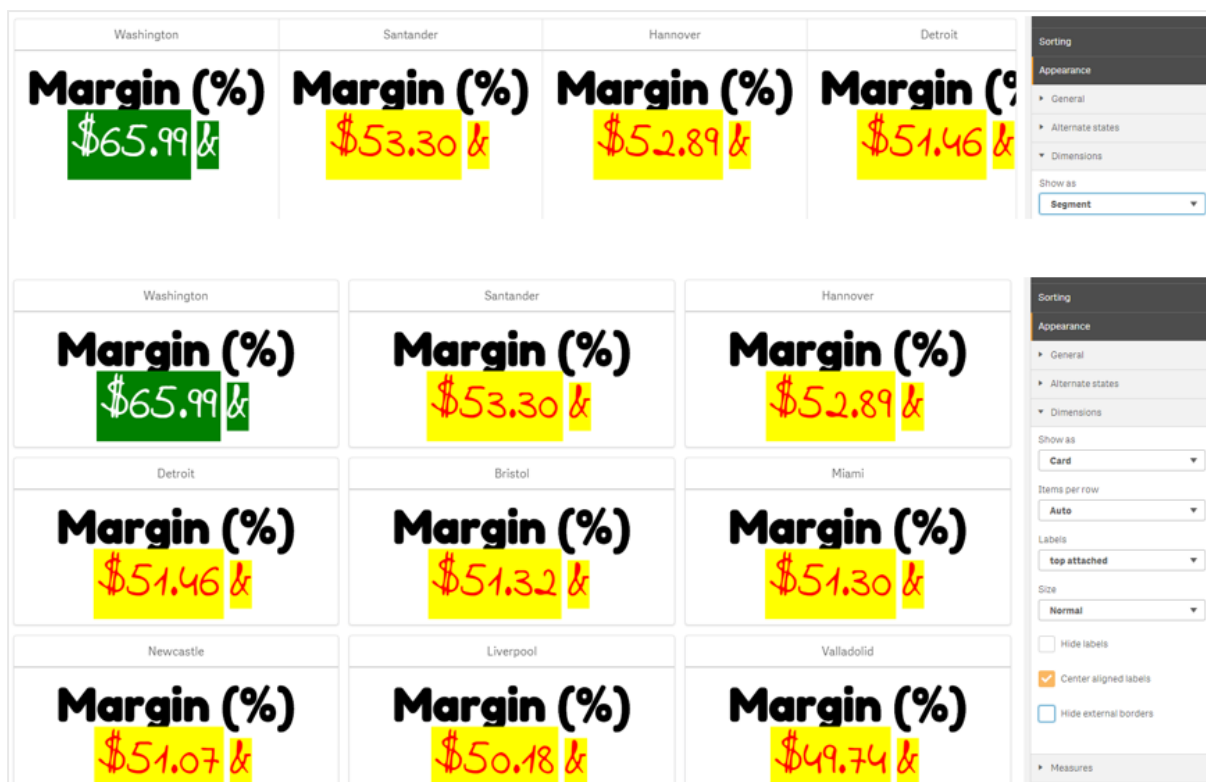 Washington Santander Hannover Detroit
Margin (%) Margin (%) Margin (%) Margin (%
$65.99 & $53.30 & $52.89 & $51.46 &
Sorting
Appearance
General
Alternate states
Dimensions
Show as
Segment
Washington Santander Hannover
Margin (%) Margin (%) Margin (%)
$65.99 & $53.30 & $52.89 &
Detroit Bristol Miami
Margin (%) Margin (%) Margin (%)
$51.46 & $51.32 & $51.30 &
Newcastle Liverpool Valladolid
Margin (%) Margin (%) Margin (%)
$51.07 & $50.18 & $49.74 &
Sorting
Appearance
General
Alternate states
Dimensions
Show as
Card
Items per row
Auto
Labels
top attached
Size
Normal
Hide labels
Center aligned labels
Hide external borders
Measures